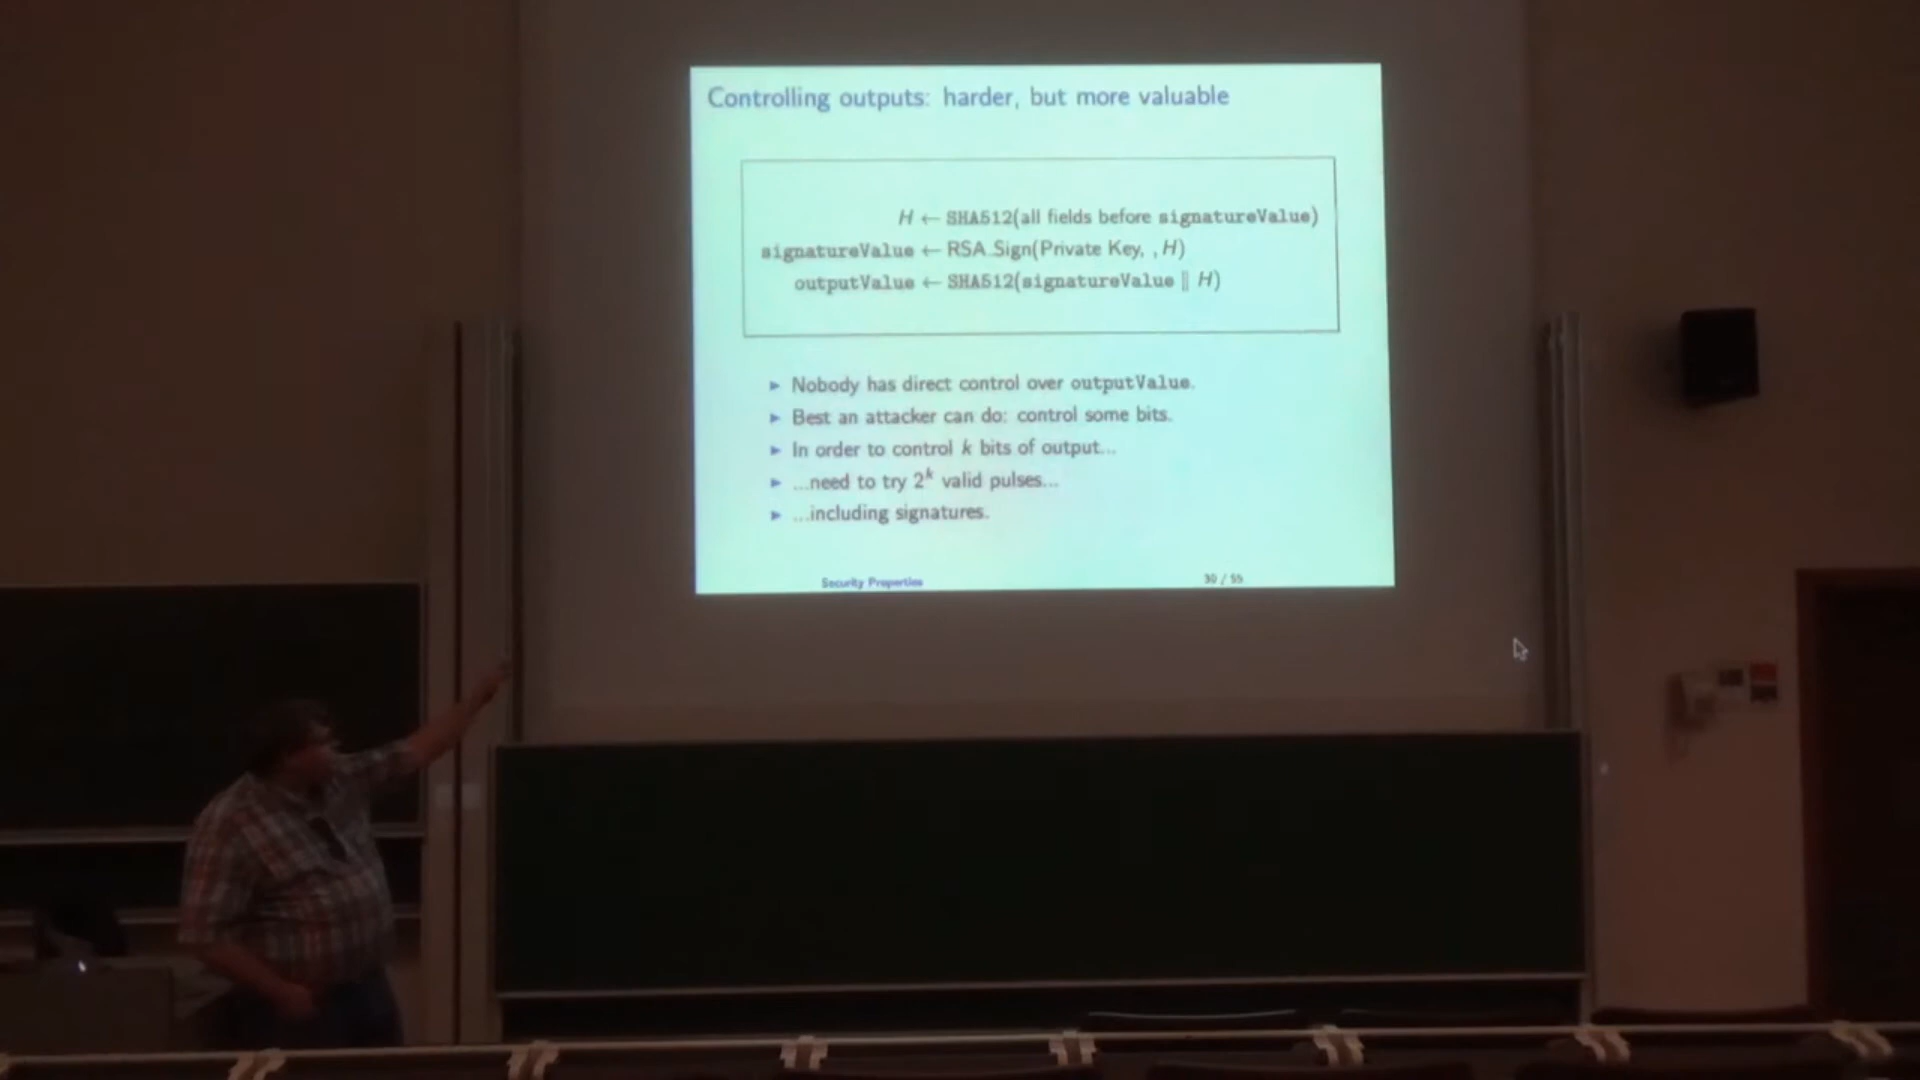 Controlling outputs: harder, but more valuable
H ← SHA512(all fields before signatureValue)
signatureValue ← RSA.Sign(Private Key, , H)
outputValue ← SHA512(signatureValue ∥ H)
▶ Nobody has direct control over outputValue.
▶ Best an attacker can do: control some bits.
▶ In order to control k bits of output...
▶ ...need to try 2^k valid pulses...
▶ ...including signatures.
Security Properties 30 / 55